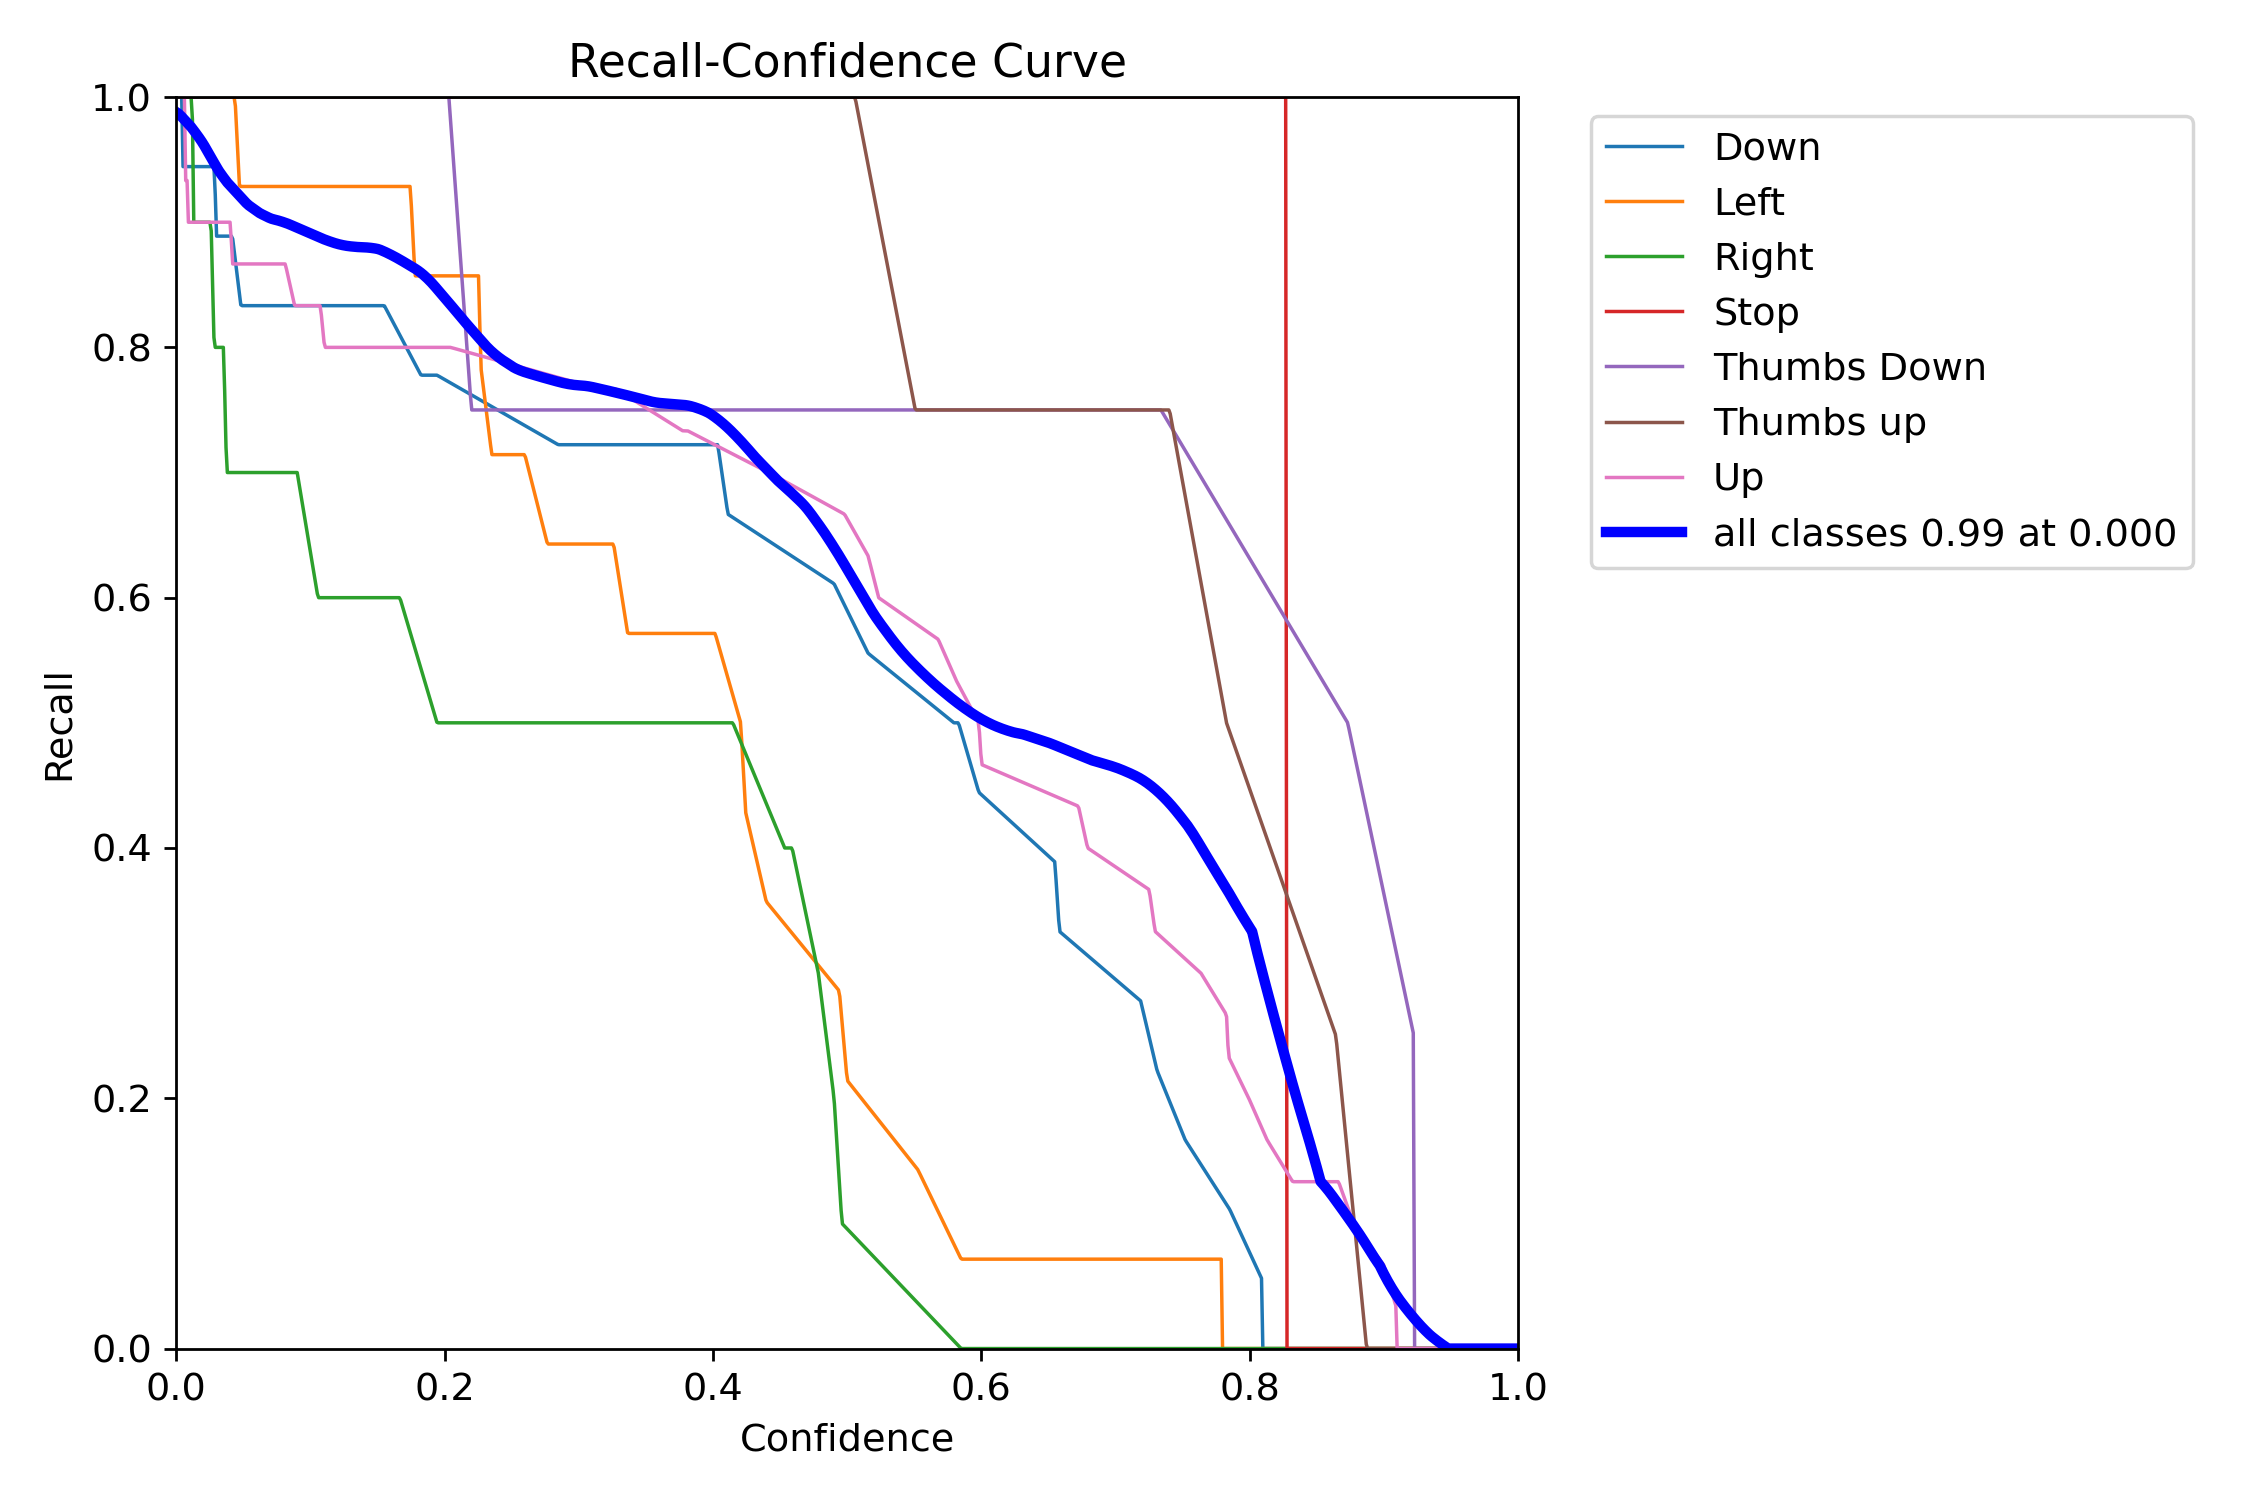 Recall-Confidence Curve
1.0
0.8
0.6
0.4
0.2
0.0
Recall
0.0 0.2 0.4 0.6 0.8 1.0
Confidence
Down
Left
Right
Stop
Thumbs Down
Thumbs up
Up
all classes 0.99 at 0.000